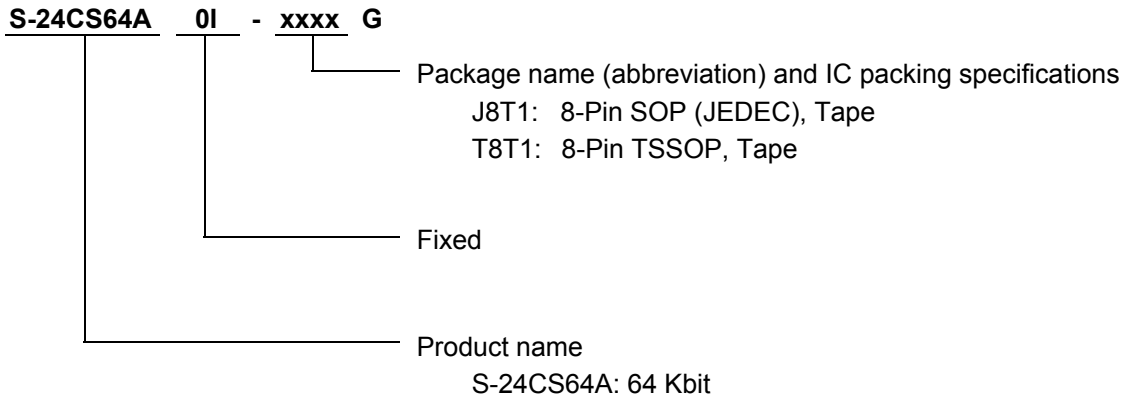 S-24CS64A 0I - xxxx G
Package name (abbreviation) and IC packing specifications
J8T1: 8-Pin SOP (JEDEC), Tape
T8T1: 8-Pin TSSOP, Tape
Fixed
Product name
S-24CS64A: 64 Kbit